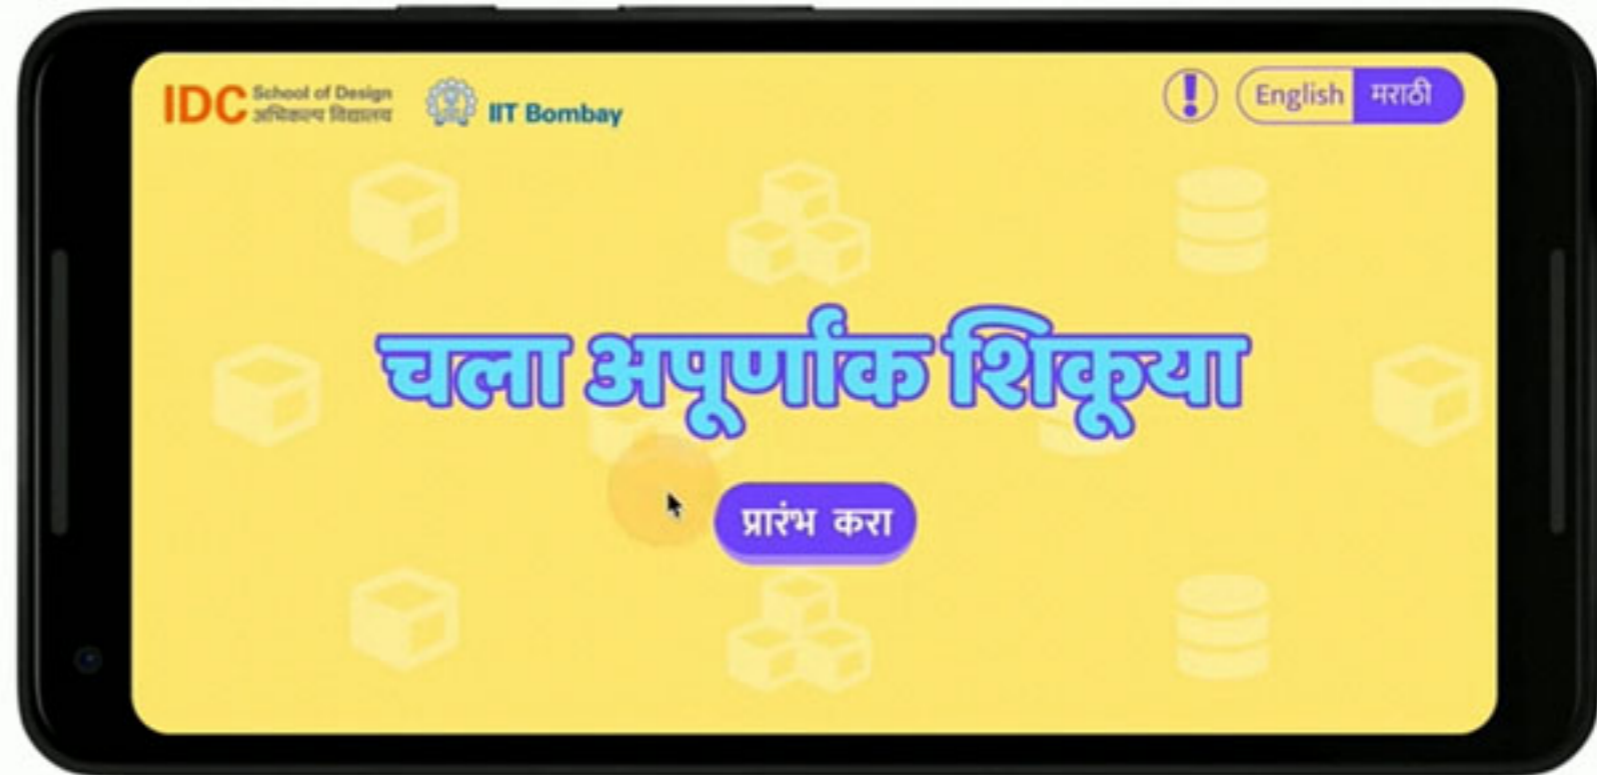 IDC School of Design
अभिकल्प विद्यालय
IIT Bombay
! English मराठी
चला अपूर्णांक शिकूया
प्रारंभ करा